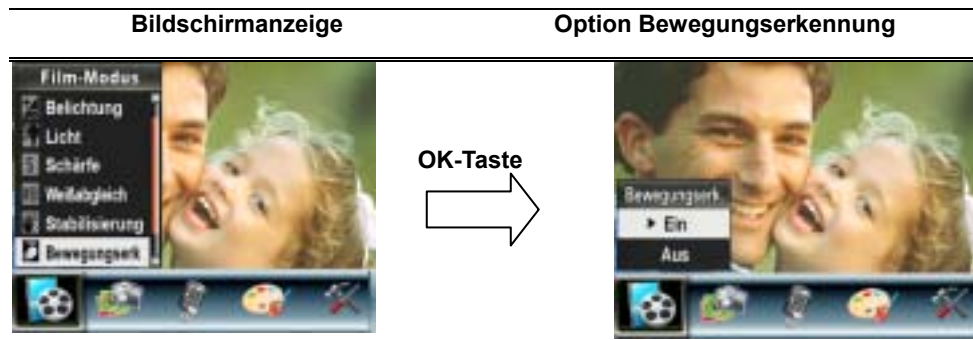 Bildschirmanzeige
Option Bewegungserkennung
Film-Modus
Belichtung
Licht
Schärfe
Weißabgleich
Stabilisierung
Bewegungserk
OK-Taste
Bewegungserk
Ein
Aus